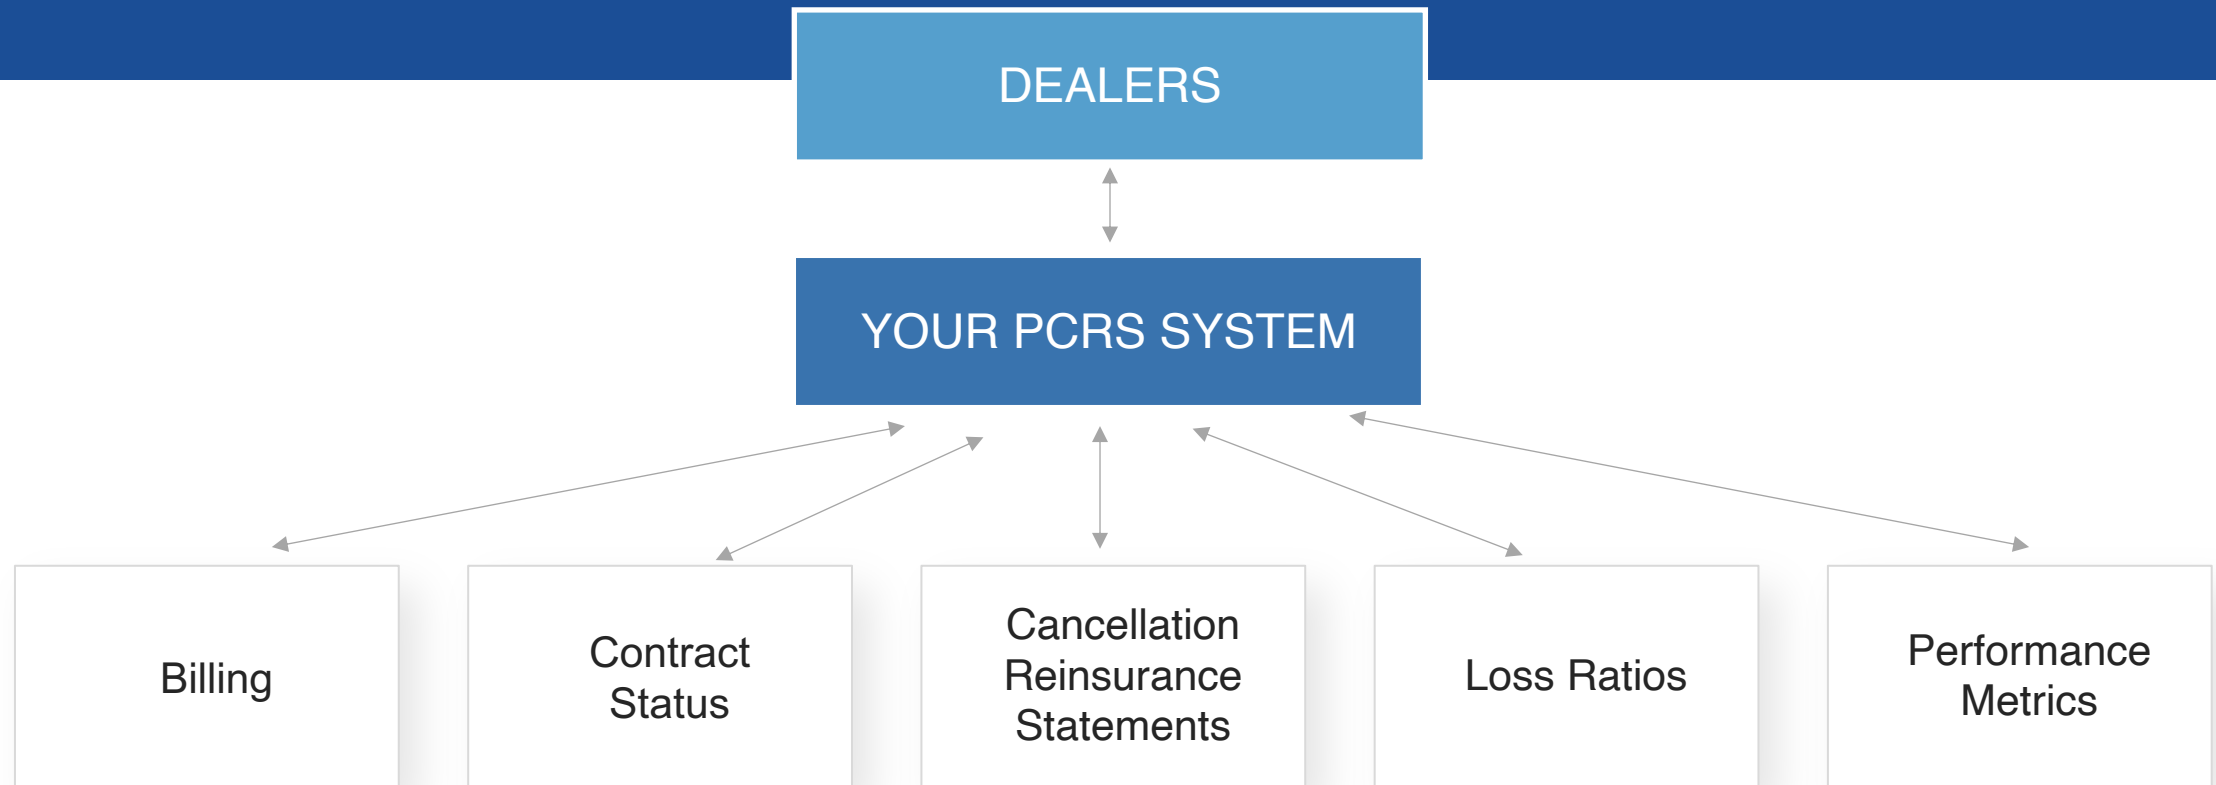 DEALERS
YOUR PCRS SYSTEM
Billing
Contract
Status
Cancellation
Reinsurance
Statements
Loss Ratios
Performance
Metrics